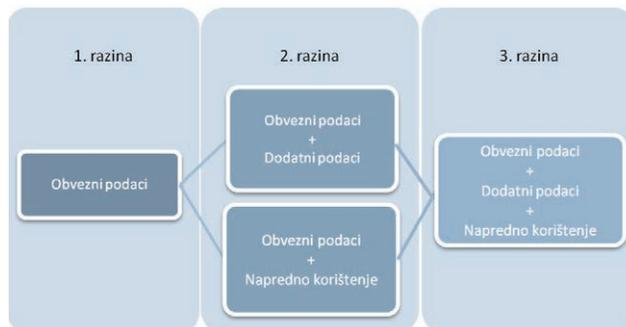 1. razina
2. razina
3. razina
Obvezni podaci
Obvezni podaci
+
Dodatni podaci
Obvezni podaci
+
Napredno korištenje
Obvezni podaci
+
Dodatni podaci
+
Napredno korištenje